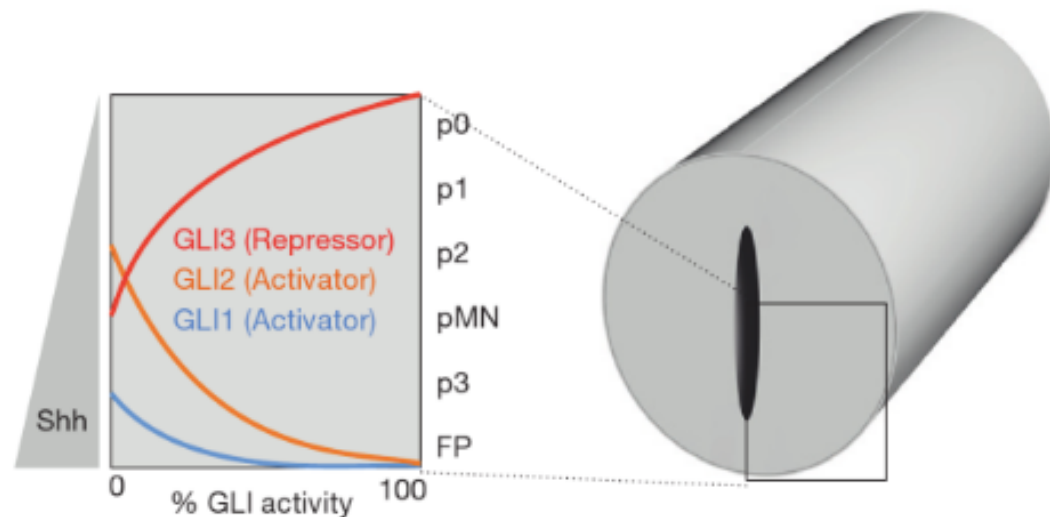 p0
p1
GLI3 (Repressor)
p2
GLI2 (Activator)
GLI1 (Activator)
pMN
p3
Shh
FP
0
100
% GLI activity